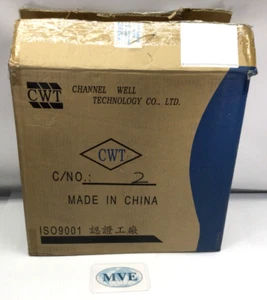 CWT
CHANNEL WELL
TECHNOLOGY CO., LTD.
CWT
C/NO.: 2
MADE IN CHINA
ISO9001 認證工廠
MVE